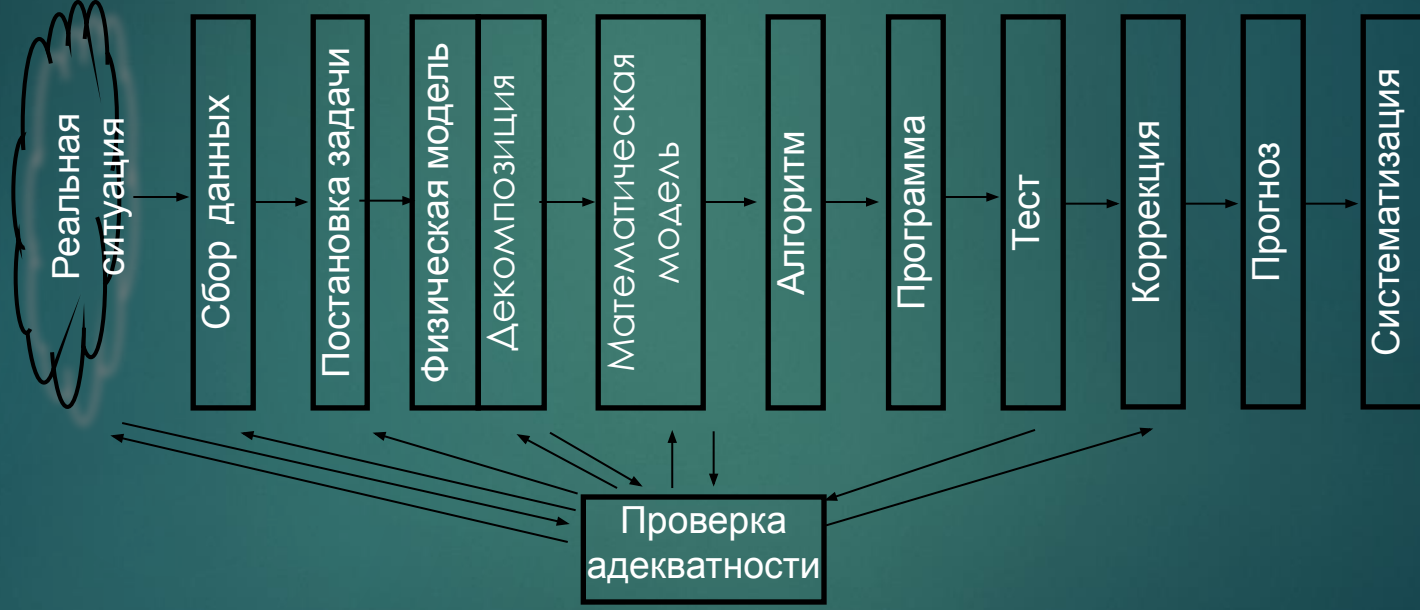 Реальная
ситуация
Сбор данных
Постановка задачи
Физическая модель
Декомпозиция
Математическая
модель
Алгоритм
Программа
Тест
Коррекция
Прогноз
Систематизация
Проверка
адекватности